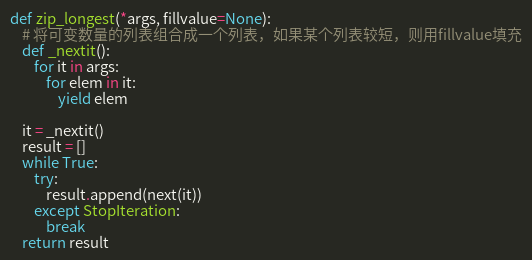 def zip_longest(*args, fillvalue=None):
    # 将可变数量的列表组合成一个列表，如果某个列表较短，则用fillvalue填充
    def _nextit():
        for it in args:
            for elem in it:
                yield elem

    it = _nextit()
    result = []
    while True:
        try:
            result.append(next(it))
        except StopIteration:
            break
    return result